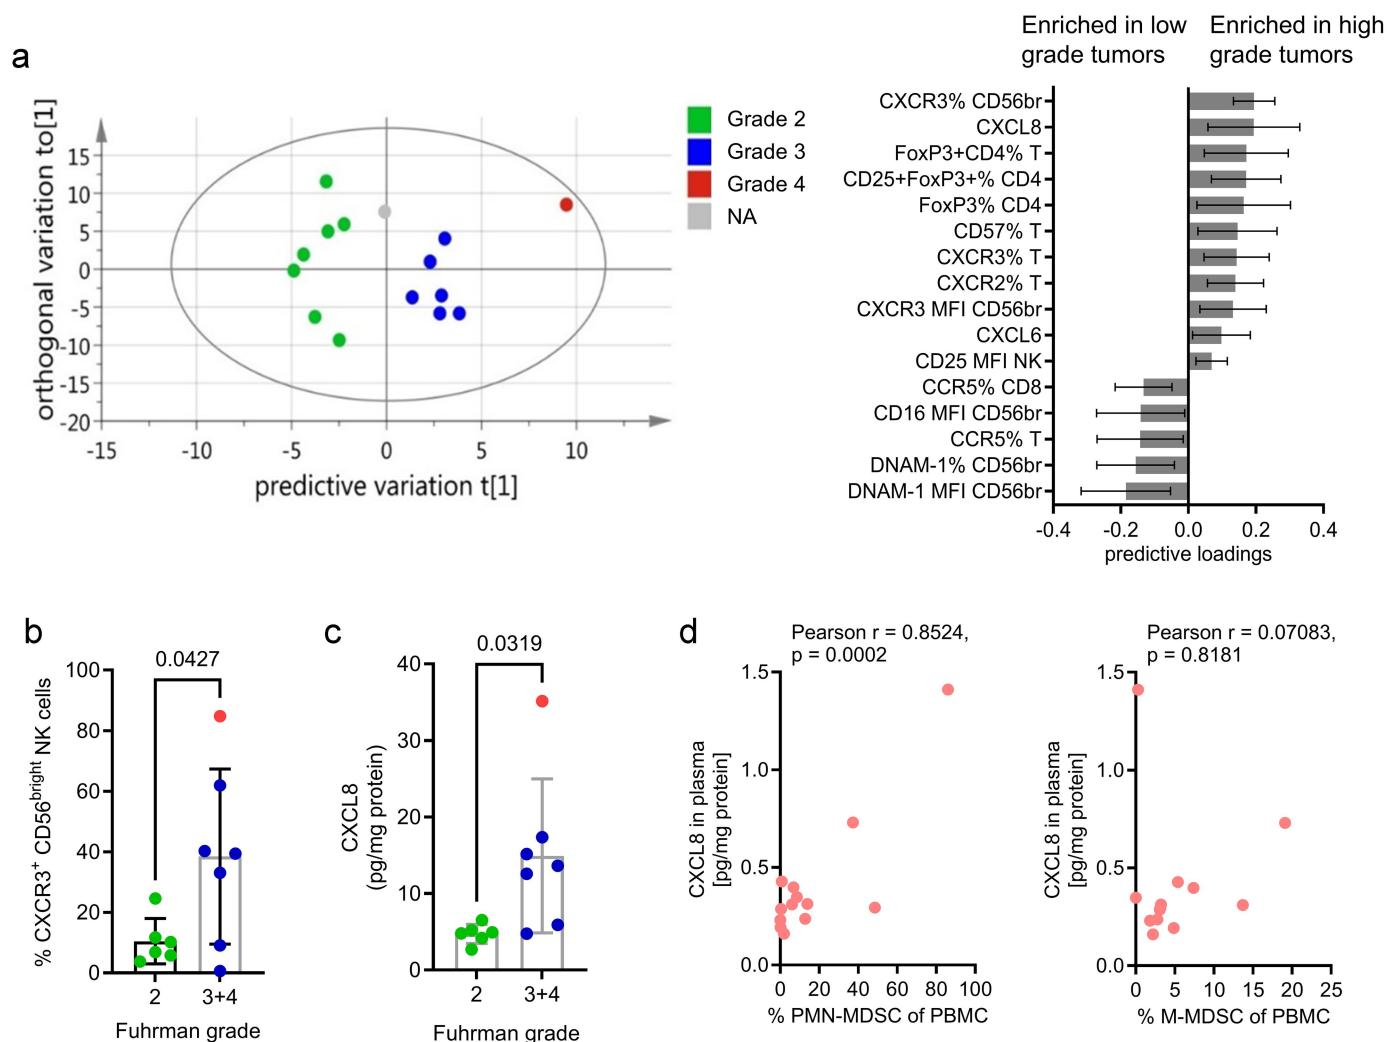 a
Enriched in low
grade tumors
Enriched in high
grade tumors
orthogonal variation to[1]
15
10
5
0
-5
-10
-15
-20
-15
-10
-5
0
5
10
predictive variation t[1]
Grade 2
Grade 3
Grade 4
NA
CXCR3% CD56br
CXCL8
FoxP3+CD4% T
CD25+FoxP3+% CD4
FoxP3% CD4
CD57% T
CXCR3% T
CXCR2% T
CXCR3 MFI CD56br
CXCL6
CD25 MFI NK
CCR5% CD8
CD16 MFI CD56br
CCR5% T
DNAM-1% CD56br
DNAM-1 MFI CD56br
-0.4
-0.2
0.0
0.2
0.4
predictive loadings
b
0.0427
% CXCR3⁺ CD56ᵇʳⁱᵍʰᵗ NK cells
100
80
60
40
20
0
2
3+4
Fuhrman grade
c
0.0319
CXCL8
(pg/mg protein)
40
30
20
10
0
2
3+4
Fuhrman grade
d
Pearson r = 0.8524,
p = 0.0002
CXCL8 in plasma
[pg/mg protein]
1.5
1.0
0.5
0.0
0
20
40
60
80
100
% PMN-MDSC of PBMC
Pearson r = 0.07083,
p = 0.8181
CXCL8 in plasma
[pg/mg protein]
1.5
1.0
0.5
0.0
0
5
10
15
20
25
% M-MDSC of PBMC